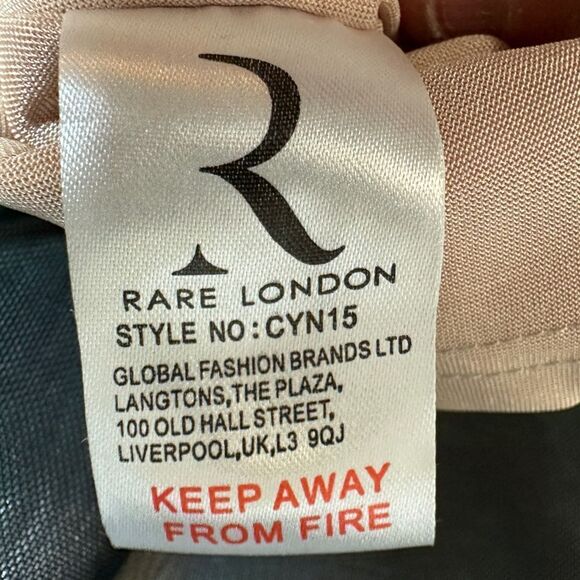 R
RARE LONDON
STYLE NO:CYN15
GLOBAL FASHION BRANDS LTD
LANGTONS,THE PLAZA,
100 OLD HALL STREET,
LIVERPOOL,UK,L3 9QJ
KEEP AWAY
FROM FIRE